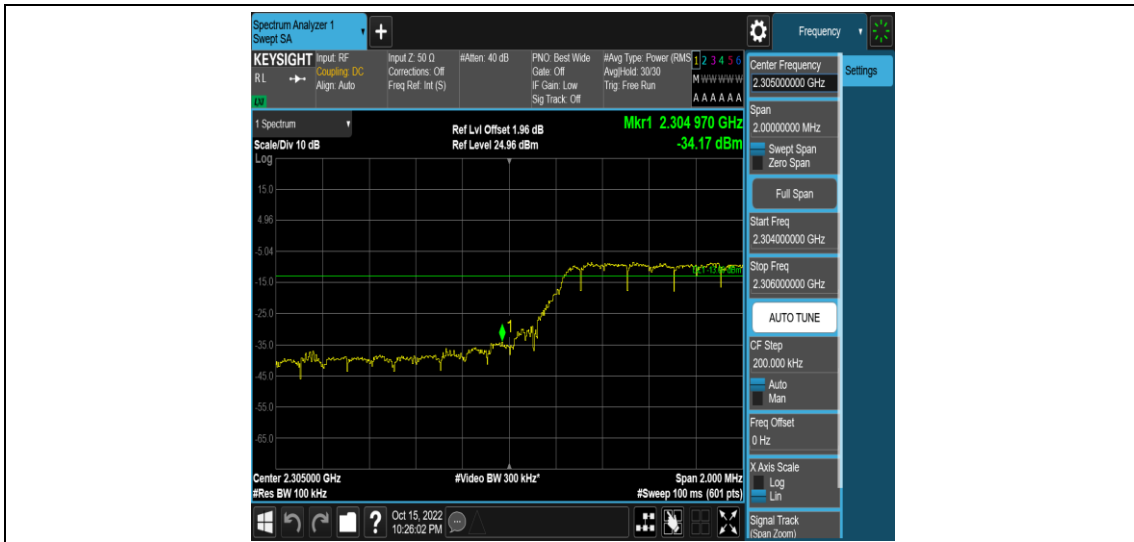 Spectrum Analyzer 1
Swept SA
+
Frequency
KEYSIGHT
RL
LXI
Input: RF
Coupling: DC
Align: Auto
Input Z: 50 Ω
Corrections: Off
Freq Ref: Int (S)
#Atten: 40 dB
PNO: Best Wide
Gate: Off
IF Gain: Low
Sig Track: Off
#Avg Type: Power (RMS
Avg|Hold: 30/30
Trig: Free Run
1 2 3 4 5 6
M W W W W W
A A A A A A
1 Spectrum
Scale/Div 10 dB
Ref Lvl Offset 1.96 dB
Ref Level 24.96 dBm
Mkr1 2.304 970 GHz
-34.17 dBm
Log
15.0
4.96
-5.04
-15.0
-25.0
-35.0
-45.0
-55.0
-65.0
1
Center 2.305000 GHz
#Res BW 100 kHz
#Video BW 300 kHz*
Span 2.000 MHz
#Sweep 100 ms (601 pts)
Center Frequency
2.305000000 GHz
Settings
Span
2.00000000 MHz
Swept Span
Zero Span
Full Span
Start Freq
2.304000000 GHz
Stop Freq
2.306000000 GHz
AUTO TUNE
CF Step
200.000 kHz
Auto
Man
Freq Offset
0 Hz
X Axis Scale
Log
Lin
Signal Track
(Span Zoom)
?
Oct 15, 2022
10:26:02 PM